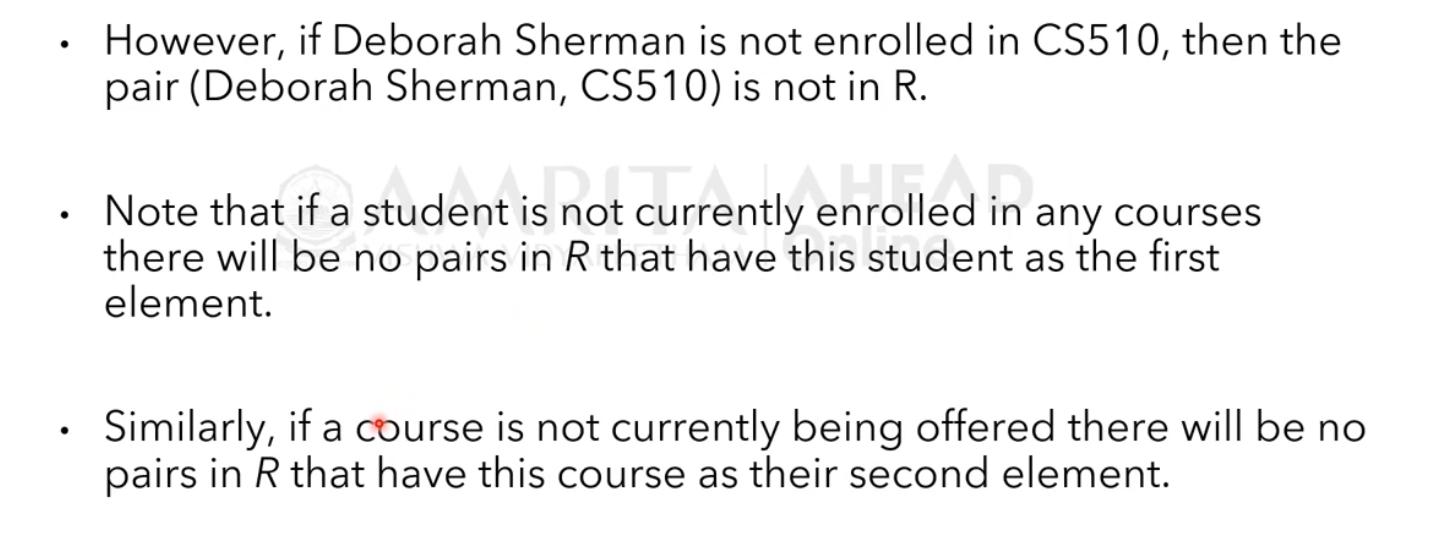 • However, if Deborah Sherman is not enrolled in CS510, then the
pair (Deborah Sherman, CS510) is not in R.
AMRITA | AHEAD
VISHWA VIDYAPEETHAM | Online
• Note that if a student is not currently enrolled in any courses
there will be no pairs in R that have this student as the first
element.
• Similarly, if a course is not currently being offered there will be no
pairs in R that have this course as their second element.